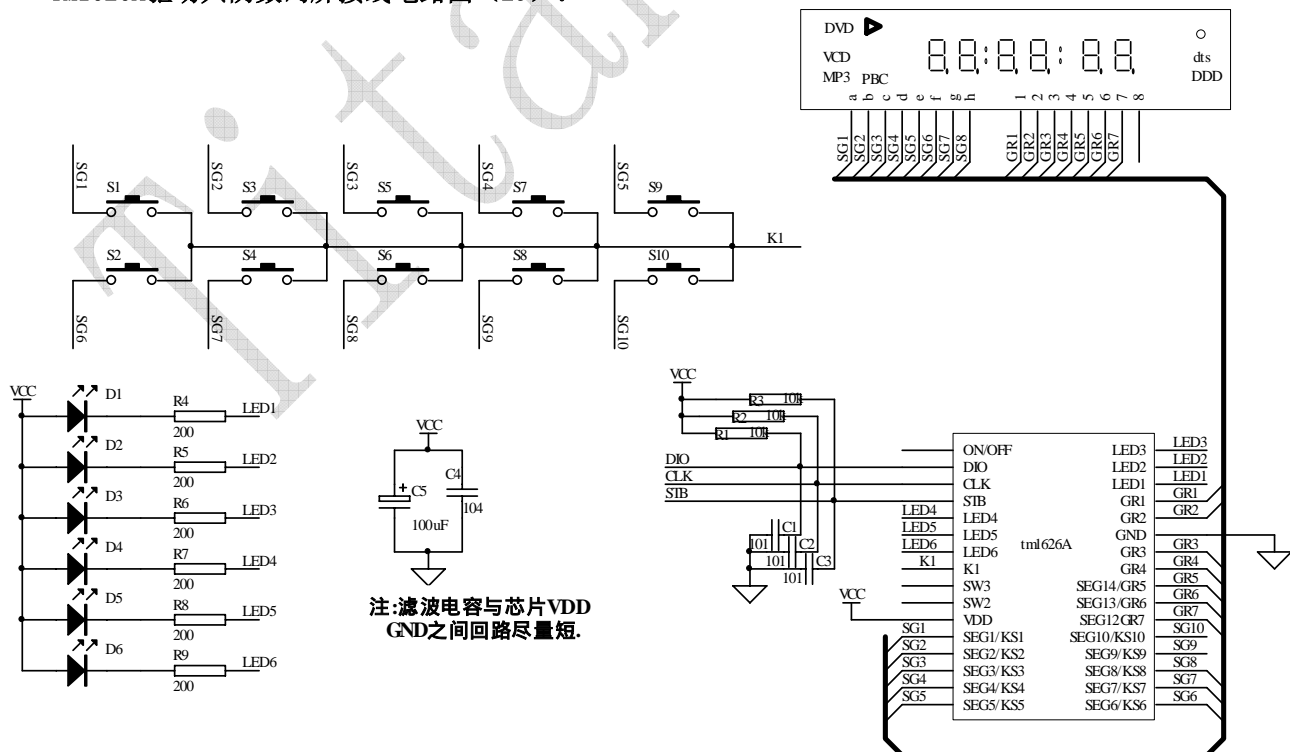 DVD
VCD
MP3 PBC
dts
DDD
a b c d e f g h 1 2 3 4 5 6 7 8
SG1 SG2 SG3 SG4 SG5 SG6 SG7 SG8 GR1 GR2 GR3 GR4 GR5 GR6 GR7
Titan
SG1 SG2 SG3 SG4 SG5
S1 S3 S5 S7 S9
K1
S2 S4 S6 S8 S10
SG6 SG7 SG8 SG9 SG10
VCC
D1 R4 200 LED1
D2 R5 200 LED2
D3 R6 200 LED3
D4 R7 200 LED4
D5 R8 200 LED5
D6 R9 200 LED6
VCC
+ C5 100uF
C4 104
注:滤波电容与芯片VDD
GND之间回路尽量短.
VCC
R3 10k
R2 10k
R1 10k
DIO
CLK
STB
C1 101
C2 101
C3 101
LED4
LED5
LED6
K1
VCC
SG1
SG2
SG3
SG4
SG5
ON/OFF
DIO
CLK
STB
LED4
LED5
LED6
K1
SW3
SW2
VDD
SEG1/KS1
SEG2/KS2
SEG3/KS3
SEG4/KS4
SEG5/KS5
tm1626A
LED3
LED2
LED1
GR1
GR2
GND
GR3
GR4
SEG14/GR5
SEG13/GR6
SEG12GR7
SEG10/KS10
SEG9/KS9
SEG8/KS8
SEG7/KS7
SEG6/KS6
LED3
LED2
LED1
GR1
GR2
GR3
GR4
GR5
GR6
GR7
SG10
SG9
SG8
SG7
SG6